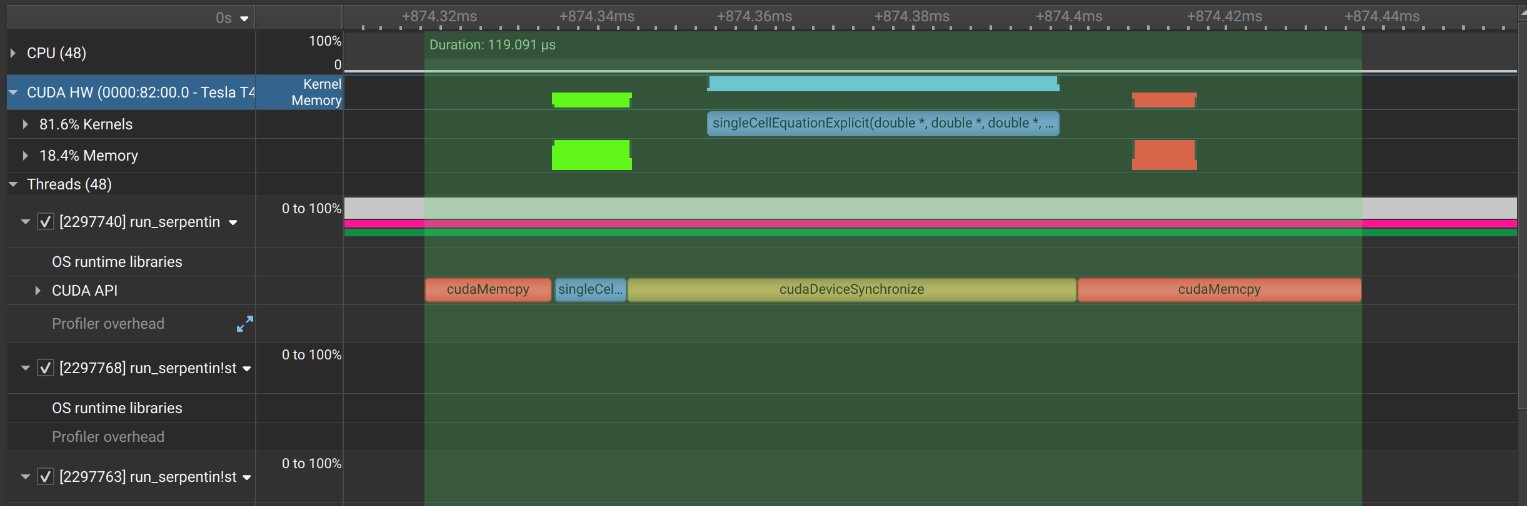 0s
+874.32ms +874.34ms +874.36ms +874.38ms +874.4ms +874.42ms +874.44ms
CPU (48)
100%
0
Duration: 119.091 µs
CUDA HW (0000:82:00.0 - Tesla T4
Kernel
Memory
81.6% Kernels
singleCellEquationExplicit(double *, double *, double *, ...
18.4% Memory
Threads (48)
[2297740] run_serpentin
0 to 100%
OS runtime libraries
CUDA API
cudaMemcpy
singleCel...
cudaDeviceSynchronize
cudaMemcpy
Profiler overhead
[2297768] run_serpentin!st
0 to 100%
OS runtime libraries
Profiler overhead
[2297763] run_serpentin!st
0 to 100%